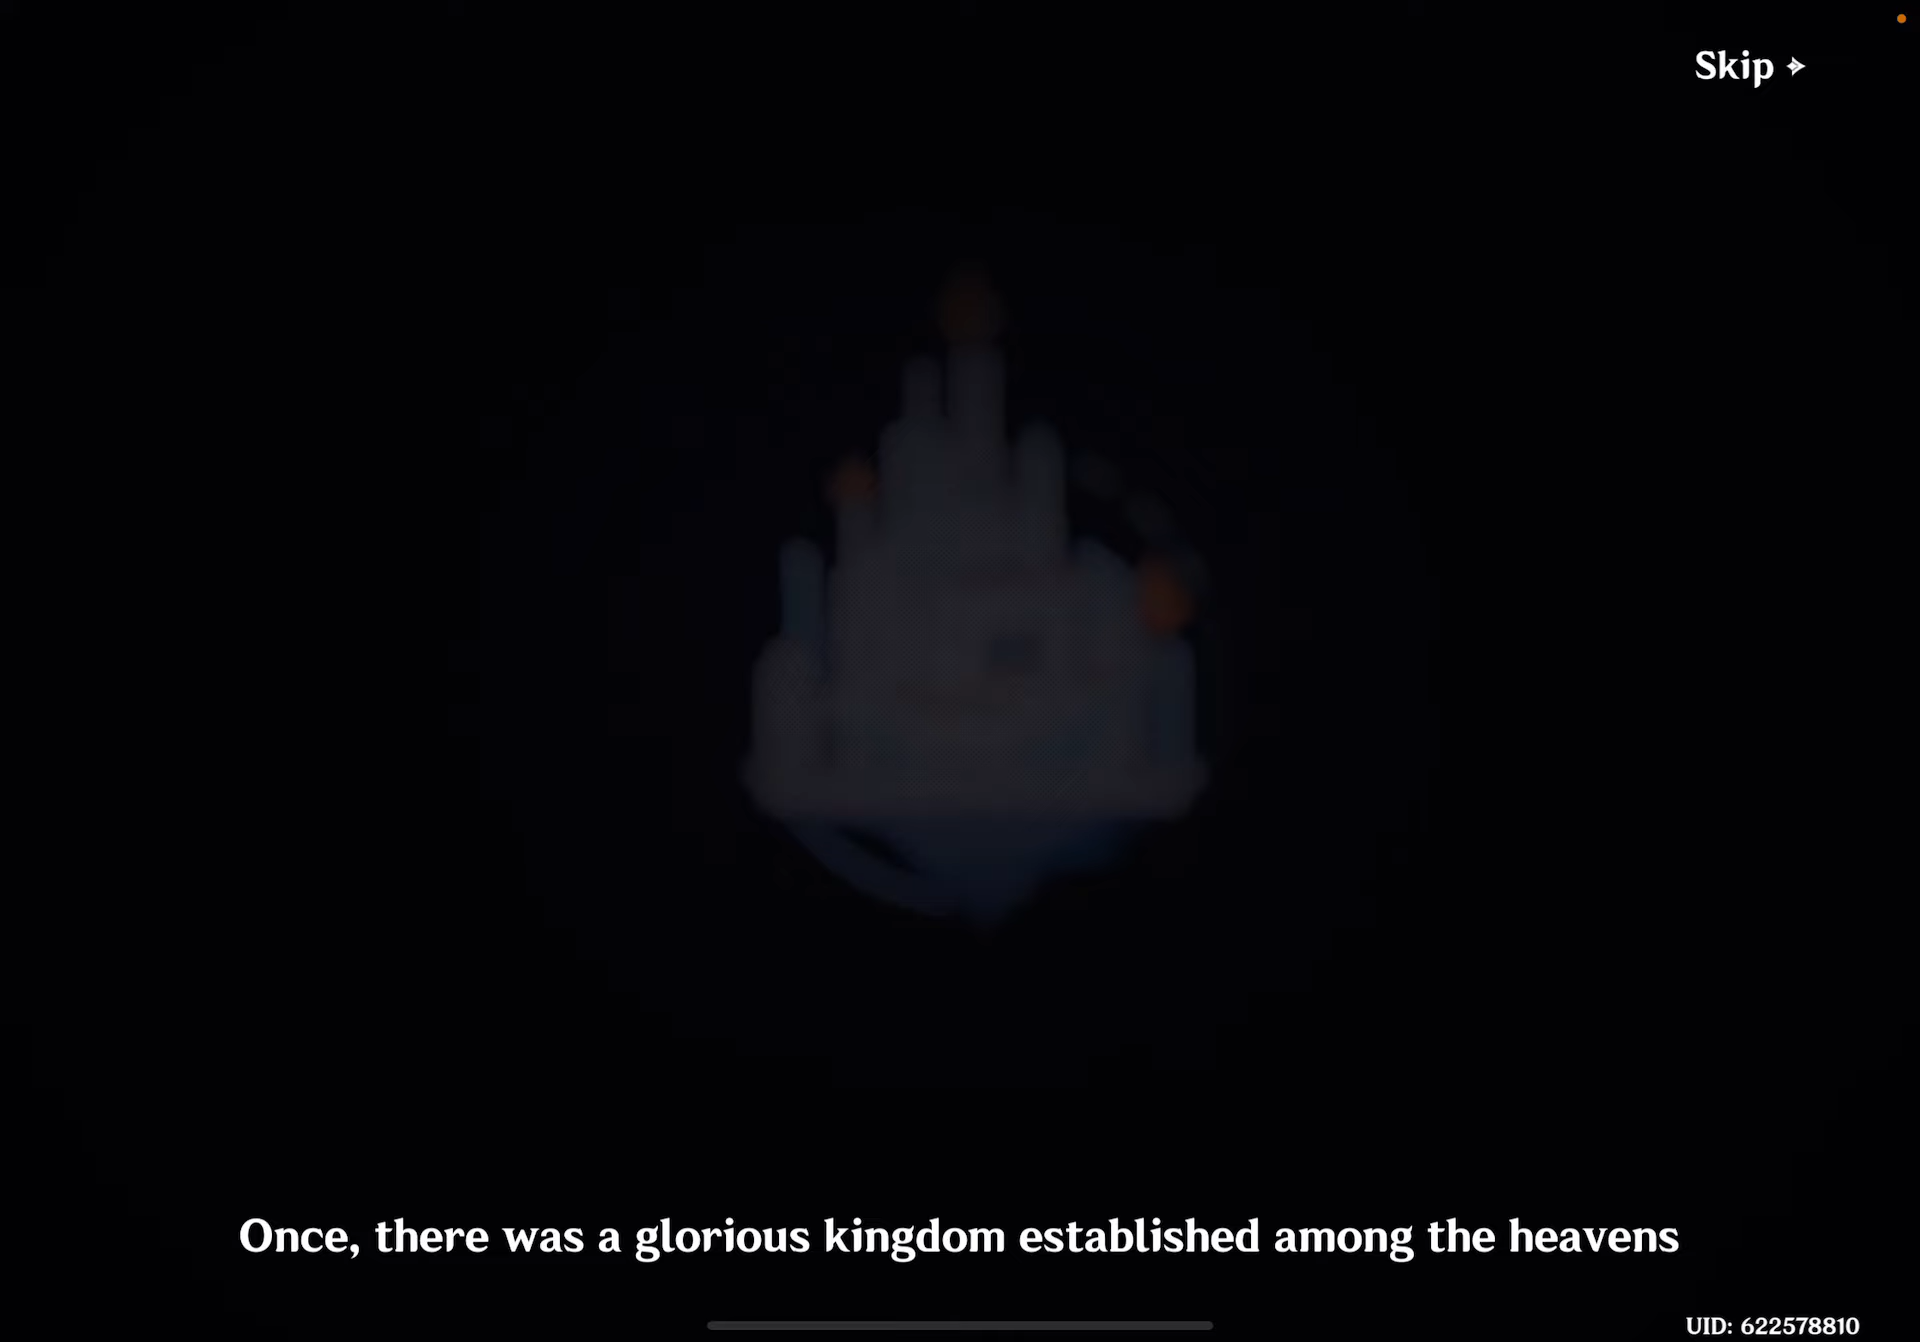 Skip
Once, there was a glorious kingdom established among the heavens
UID: 622578810